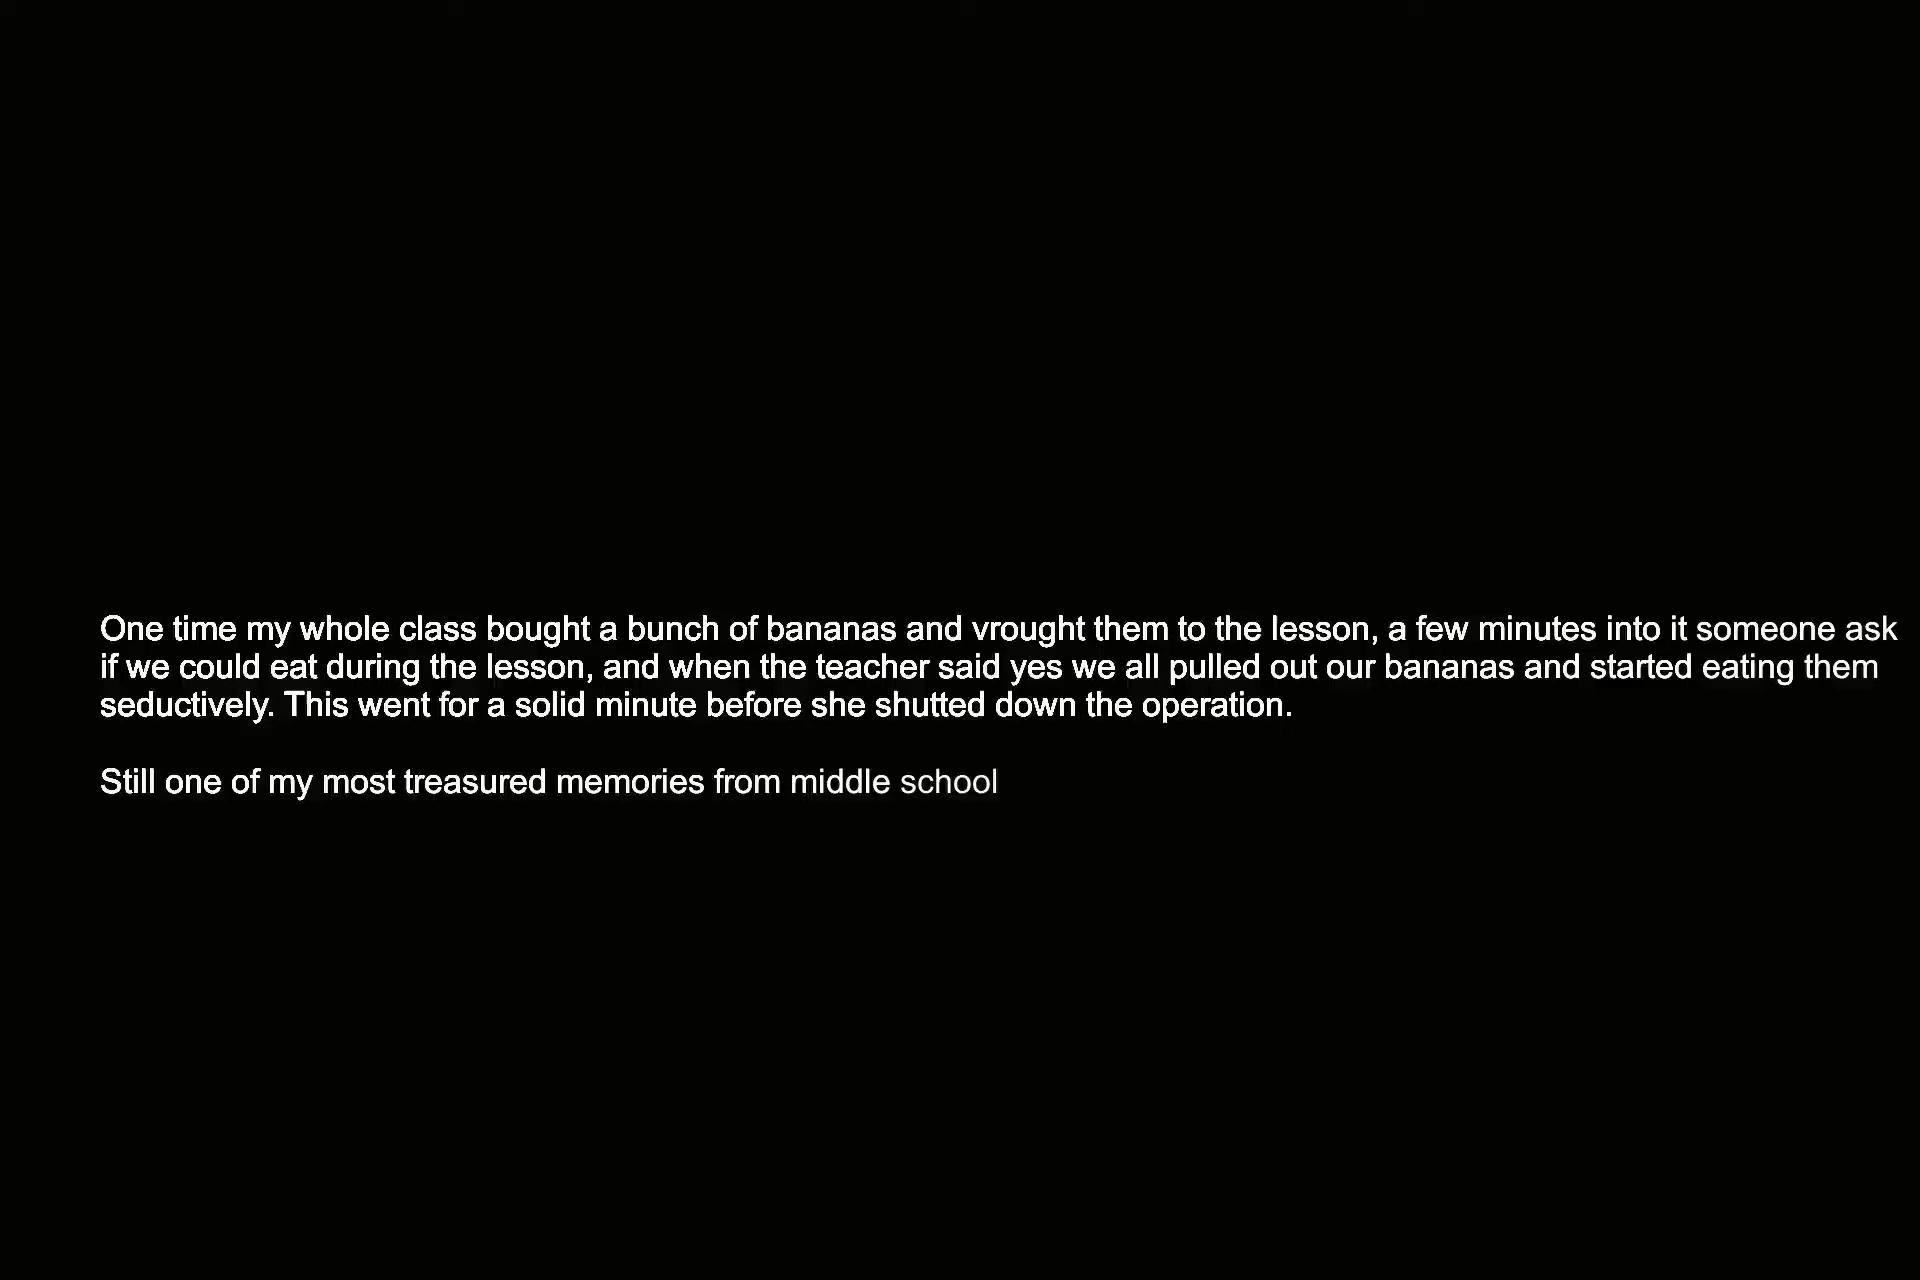 One time my whole class bought a bunch of bananas and vrought them to the lesson, a few minutes into it someone ask
if we could eat during the lesson, and when the teacher said yes we all pulled out our bananas and started eating them
seductively. This went for a solid minute before she shutted down the operation.
Still one of my most treasured memories from middle school